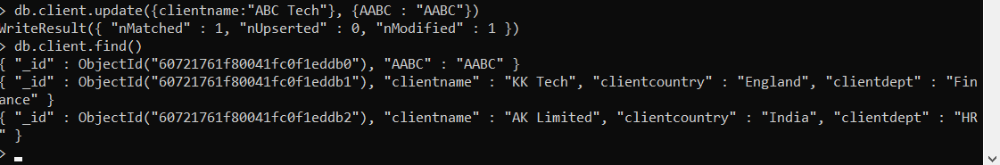 > db.client.update({clientname:"ABC Tech"}, {AABC : "AABC"})
WriteResult({ "nMatched" : 1, "nUpserted" : 0, "nModified" : 1 })
> db.client.find()
{ "_id" : ObjectId("60721761f80041fc0f1eddb0"), "AABC" : "AABC" }
{ "_id" : ObjectId("60721761f80041fc0f1eddb1"), "clientname" : "KK Tech", "clientcountry" : "England", "clientdept" : "Fin
ance" }
{ "_id" : ObjectId("60721761f80041fc0f1eddb2"), "clientname" : "AK Limited", "clientcountry" : "India", "clientdept" : "HR
" }
>